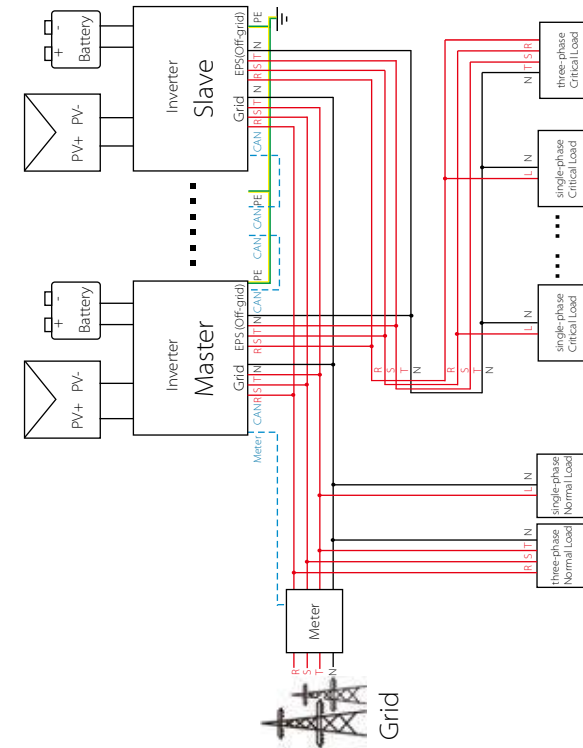 PV+ PV-
+ -
Battery
PV+ PV-
+ -
Battery
Inverter
Master
Inverter
Slave
Grid
EPS(Off-grid)
Meter CAN R S T N R S T N CAN PE
CAN CAN PE
Grid
EPS(Off-grid)
CAN R S T N R S T N PE
R
S
T
N
Meter
Grid
R
S
T
N
R
S
T
N
R S T N
three-phase
Normal Load
L N
single-phase
Normal Load
L N
single-phase
Critical Load
L N
single-phase
Critical Load
N T S R
three-phase
Critical Load